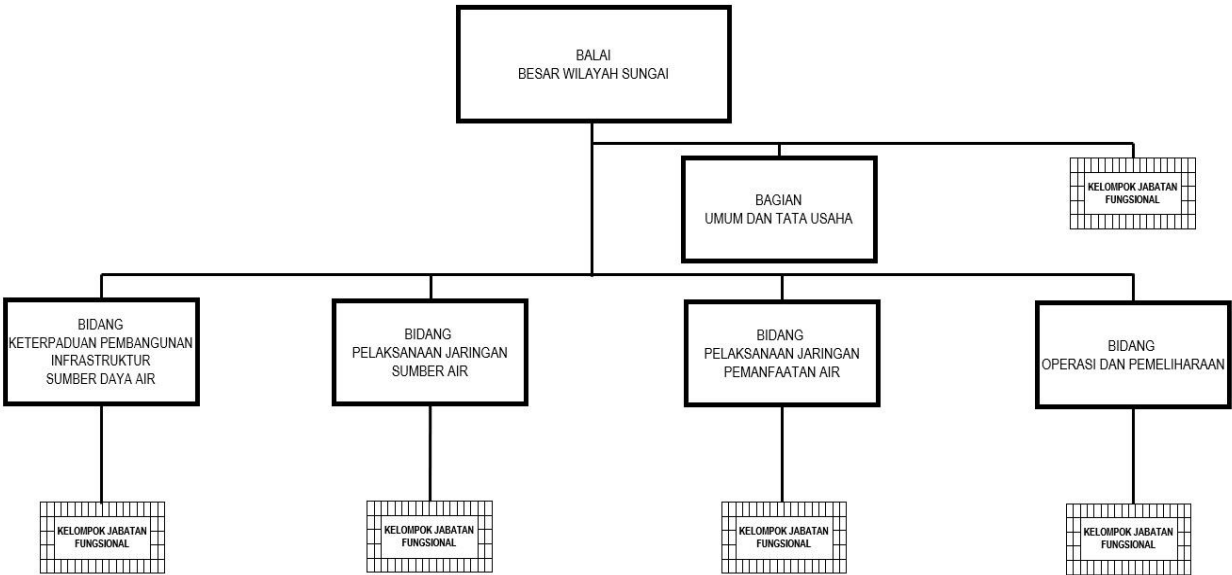 BALAI
BESAR WILAYAH SUNGAI
BAGIAN
UMUM DAN TATA USAHA
KELOMPOK JABATAN
FUNGSIONAL
BIDANG
KETERPADUAN PEMBANGUNAN
INFRASTRUKTUR
SUMBER DAYA AIR
BIDANG
PELAKSANAAN JARINGAN
SUMBER AIR
BIDANG
PELAKSANAAN JARINGAN
PEMANFAATAN AIR
BIDANG
OPERASI DAN PEMELIHARAAN
KELOMPOK JABATAN
FUNGSIONAL
KELOMPOK JABATAN
FUNGSIONAL
KELOMPOK JABATAN
FUNGSIONAL
KELOMPOK JABATAN
FUNGSIONAL